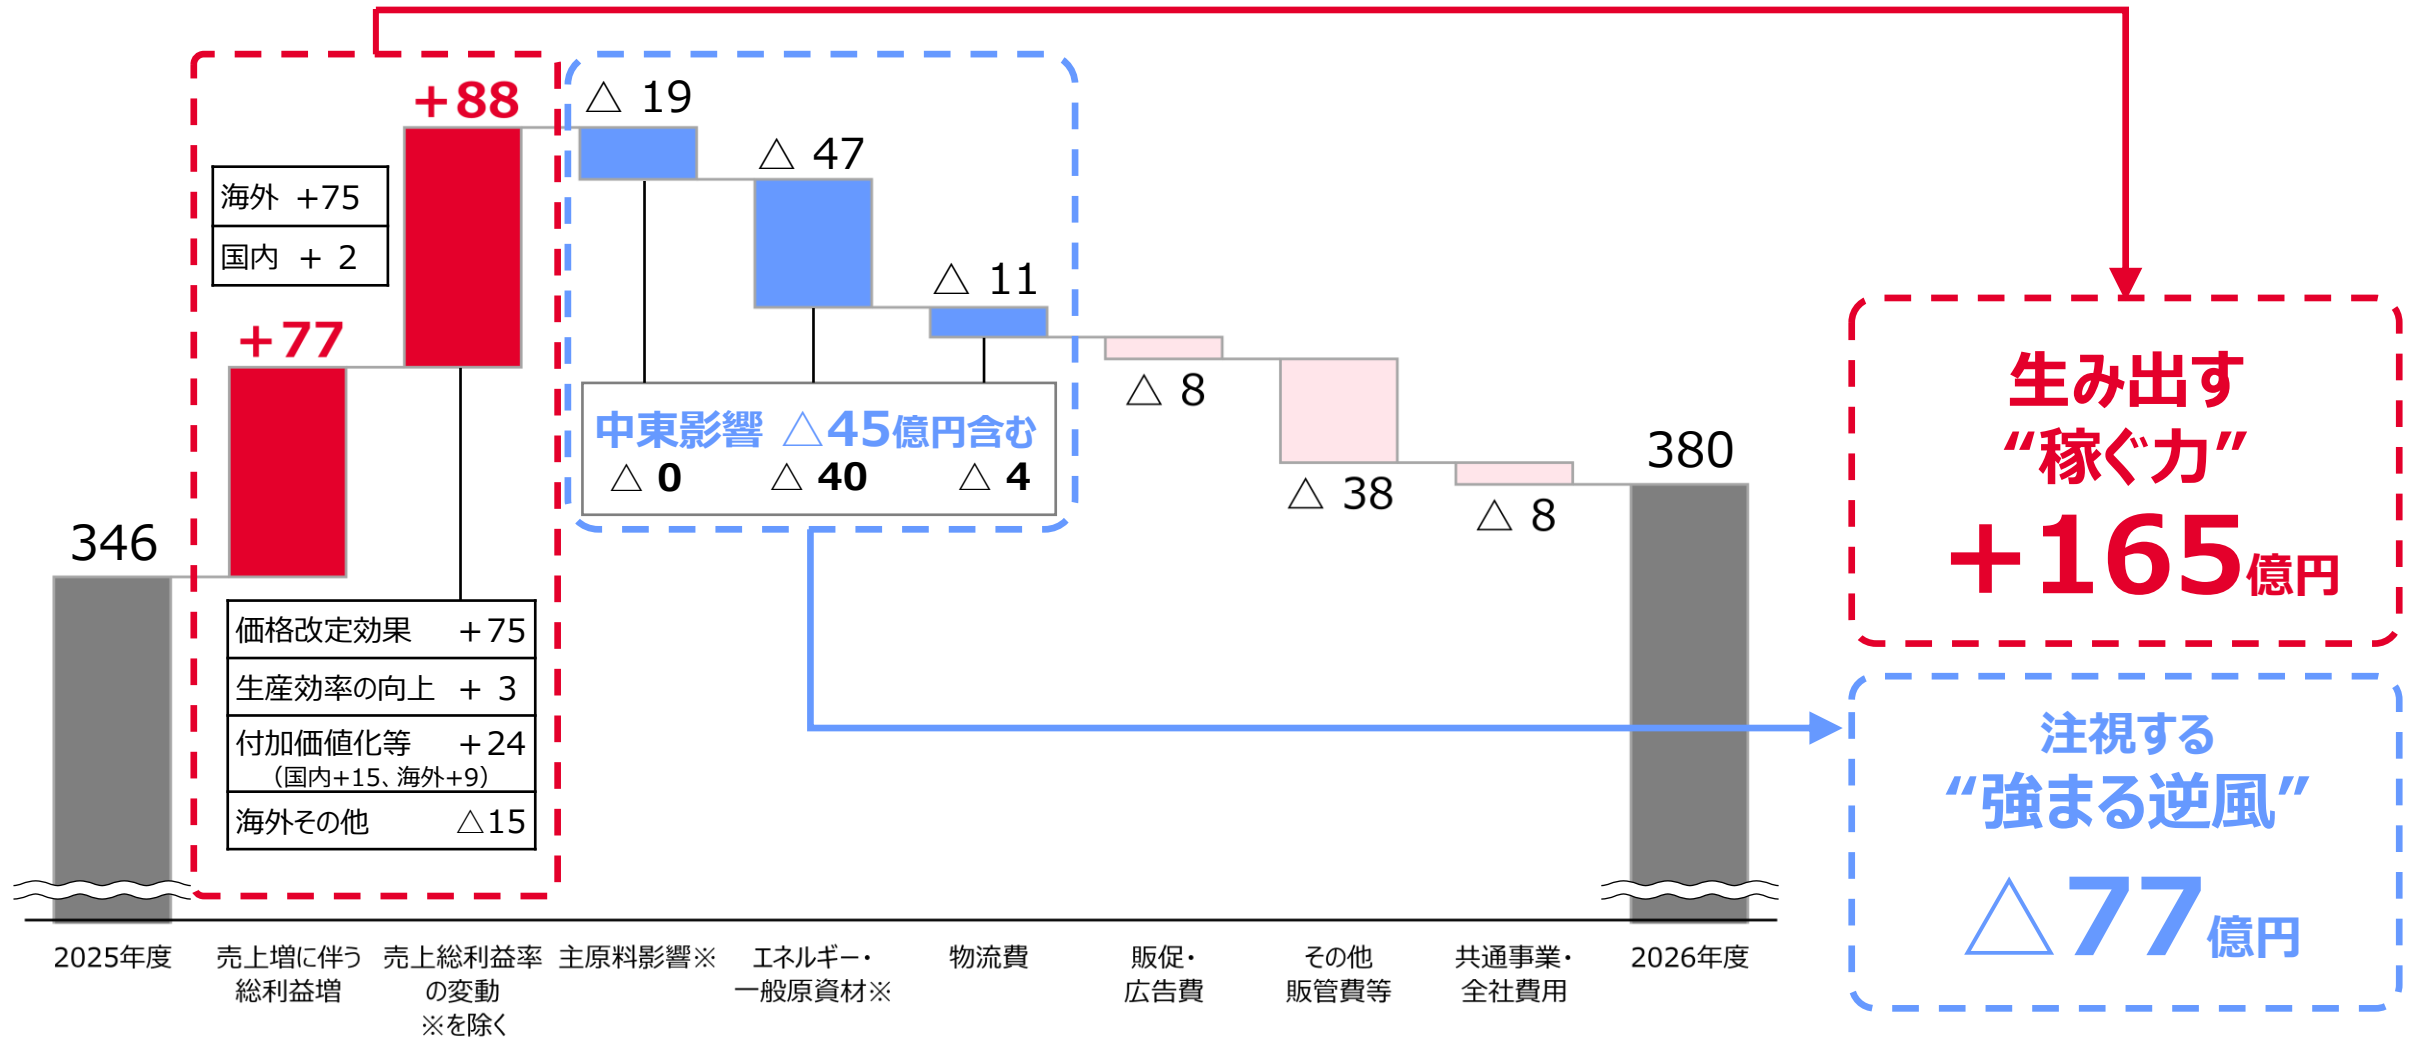 +88
△ 19
△ 47
海外 +75
国内 + 2
△ 11
+77
生み出す
“稼ぐ力”
+165億円
△ 8
中東影響 △45億円含む
△ 0 △ 40 △ 4
380
△ 38
△ 8
346
価格改定効果 +75
生産効率の向上 + 3
付加価値化等 +24
（国内+15、海外+9）
海外その他 △15
注視する
“強まる逆風”
△77億円
2025年度
売上増に伴う
総利益増
売上総利益率
の変動
※を除く
主原料影響※
エネルギー・
一般原資材※
物流費
販促・
広告費
その他
販管費等
共通事業・
全社費用
2026年度